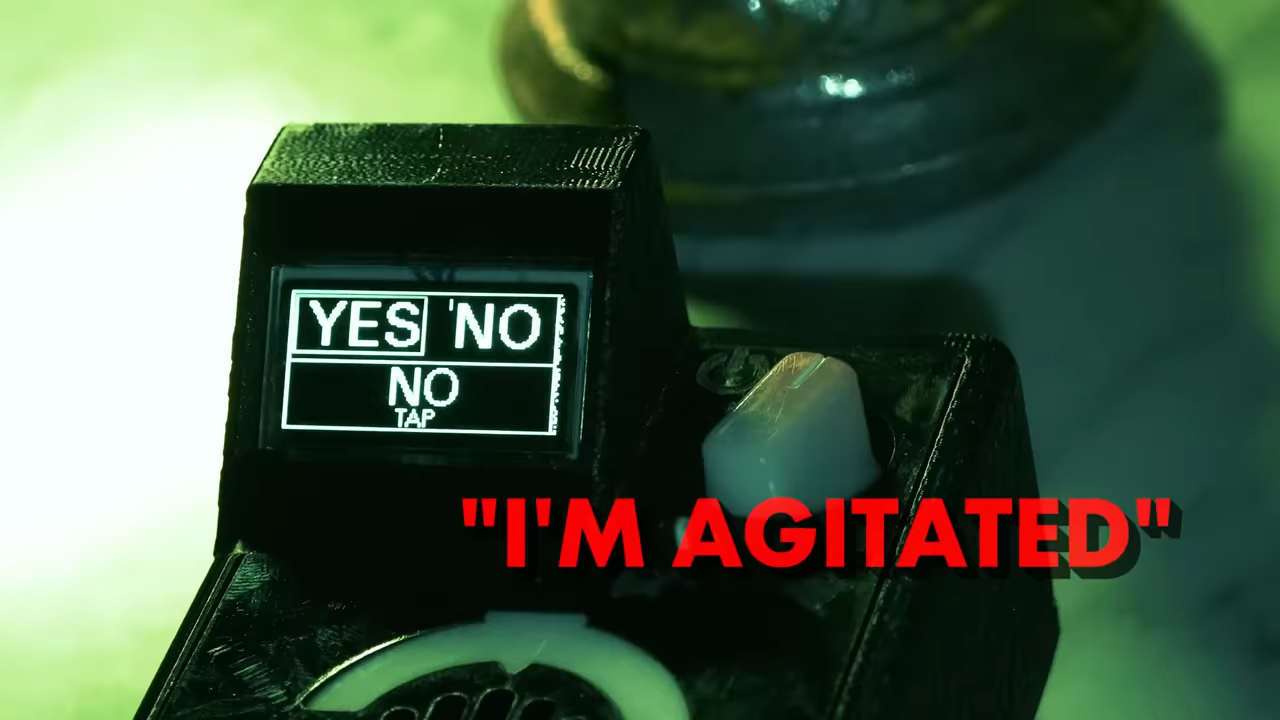 YES 'NO
NO
TAP
"I'M AGITATED"